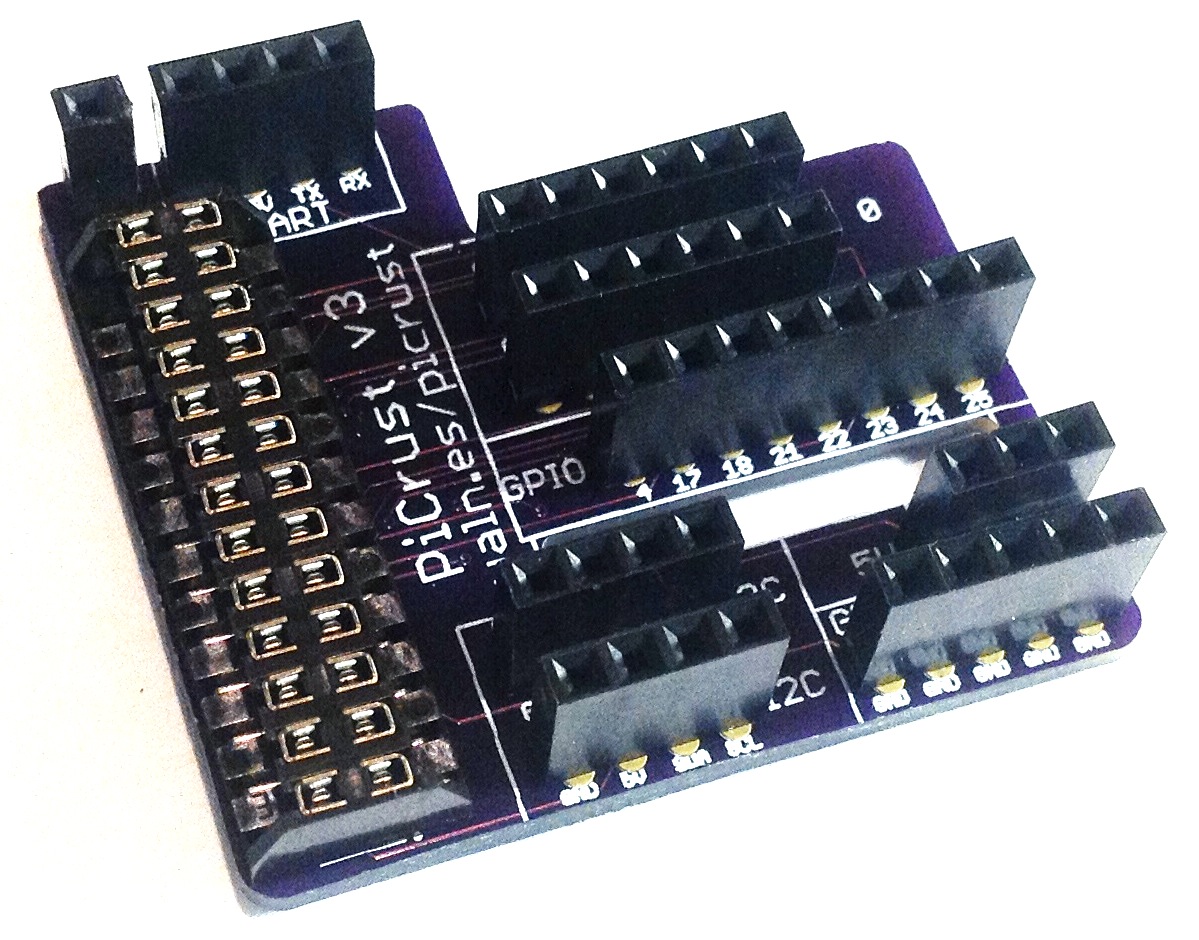 TX RX
ART
0
PiCrust v3
ain.es/picrust
GPIO
4 17 18 21 22 23 24 25
I2C
GND 5V SDA SCL
GND GND GND GND GND